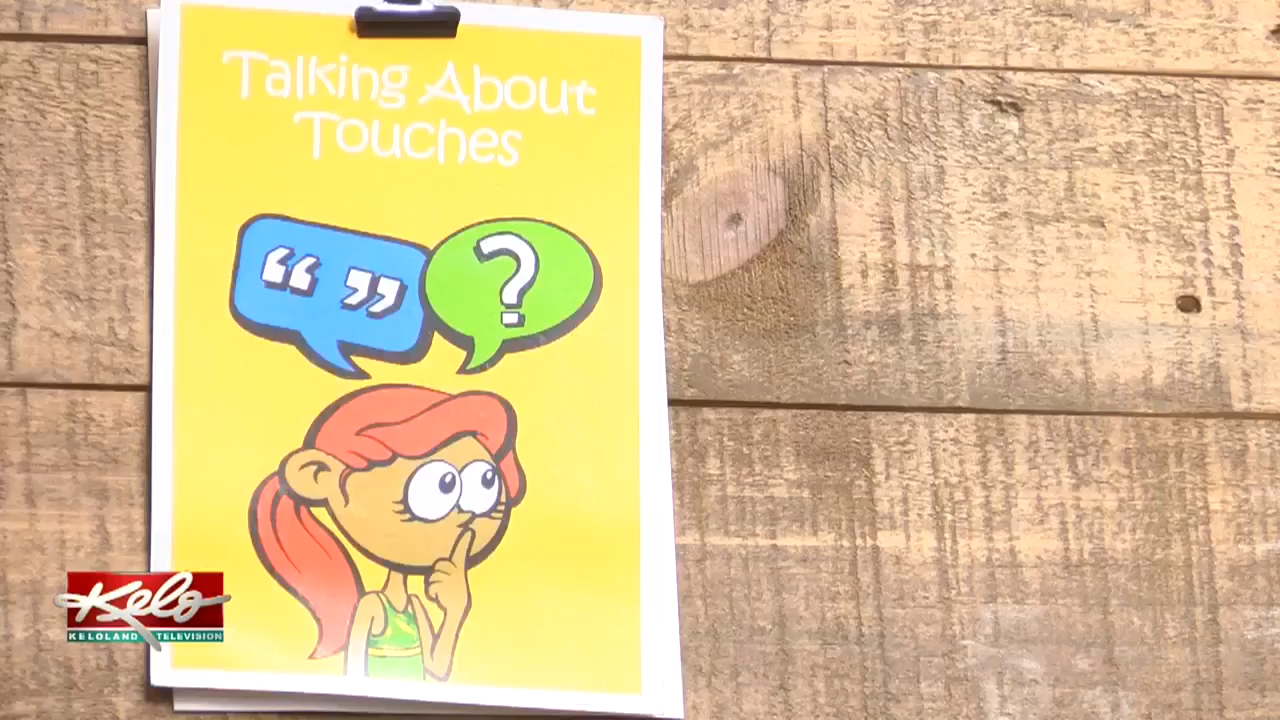 Talking About
Touches
“ ”
?
Kelo
KELOLAND TELEVISION